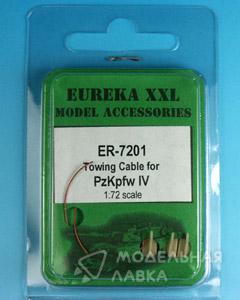 EUREKA XXL
MODEL ACCESSORIES
ER-7201
Towing Cable for
PzKpfw IV
1:72 scale
МОДЕЛЬНАЯ
ЛАВКА